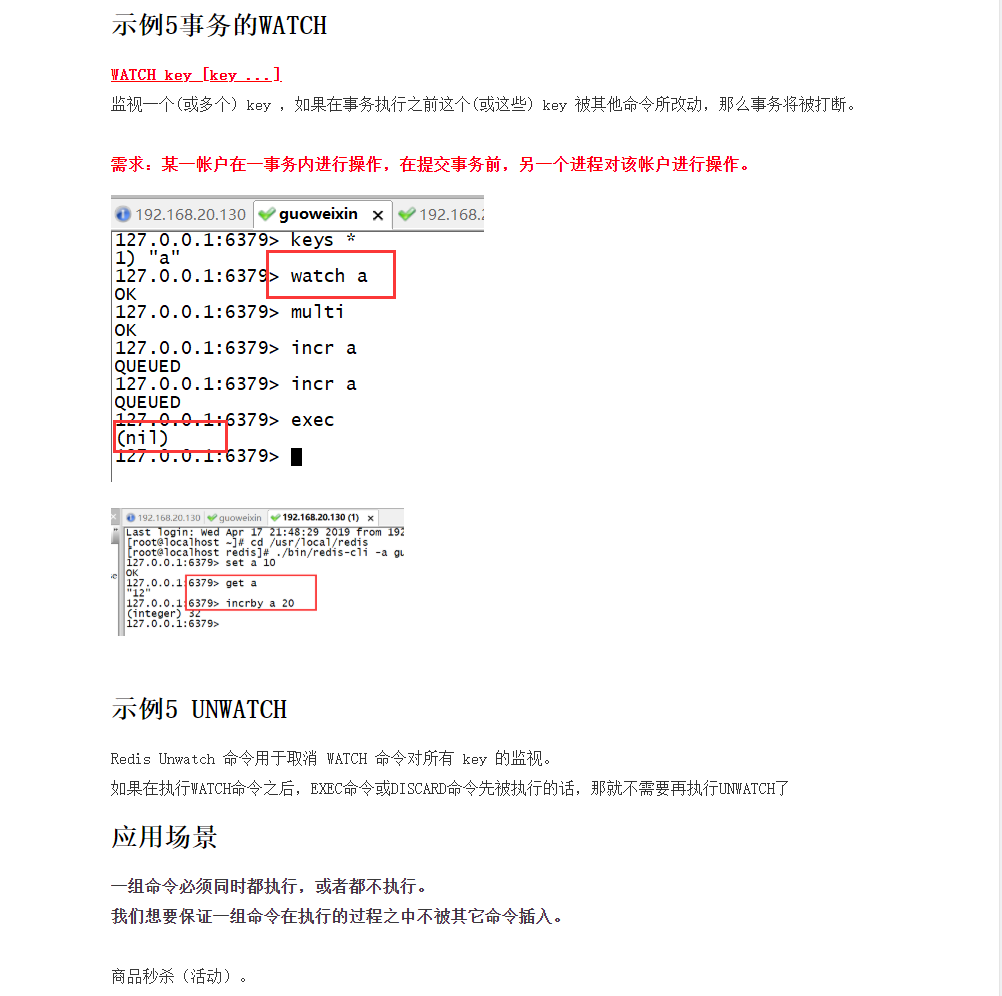 示例5事务的WATCH
WATCH key [key ...]
监视一个(或多个) key ，如果在事务执行之前这个(或这些) key 被其他命令所改动，那么事务将被打断。
需求：某一帐户在一事务内进行操作，在提交事务前，另一个进程对该帐户进行操作。
192.168.20.130 guoweixin × 192.168.2
127.0.0.1:6379> keys *
1) "a"
127.0.0.1:6379> watch a
OK
127.0.0.1:6379> multi
OK
127.0.0.1:6379> incr a
QUEUED
127.0.0.1:6379> incr a
QUEUED
127.0.0.1:6379> exec
(nil)
127.0.0.1:6379>
192.168.20.130 guoweixin 192.168.20.130 (1) ×
Last login: Wed Apr 17 21:48:29 2019 from 192
[root@localhost ~]# cd /usr/local/redis
[root@localhost redis]# ./bin/redis-cli -a gu
127.0.0.1:6379> set a 10
OK
127.0.0.1:6379> get a
"12"
127.0.0.1:6379> incrby a 20
(integer) 32
127.0.0.1:6379>
示例5 UNWATCH
Redis Unwatch 命令用于取消 WATCH 命令对所有 key 的监视。
如果在执行WATCH命令之后，EXEC命令或DISCARD命令先被执行的话，那就不需要再执行UNWATCH了
应用场景
一组命令必须同时都执行，或者都不执行。
我们想要保证一组命令在执行的过程之中不被其它命令插入。
商品秒杀（活动）。